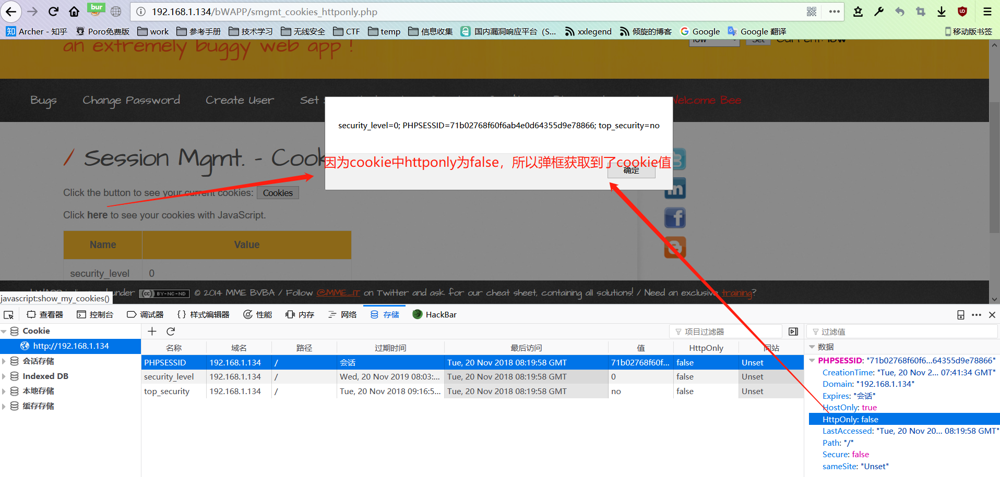 bur
192.168.1.134/bWAPP/smgmt_cookies_httponly.php
知 Archer - 知乎
Poro免费版
work
参考手册
技术学习
无线安全
CTF
temp
信息收集
国内漏洞响应平台（S...
xxlegend
倾旋的博客
Google
Google 翻译
移动版书签
an extremely buggy web app !
low
Set
Current: low
Bugs
Change Password
Create User
Set
Welcome Bee
security_level=0; PHPSESSID=71b02768f60f6ab4e0d64355d9e78866; top_security=no
因为cookie中httponly为false，所以弹框获取到了cookie值
确定
/ Session Mgmt. - Cook
Click the button to see your current cookies: Cookies
Click here to see your cookies with JavaScript.
Name Value
security_level 0
under (cc) BY-NC-ND © 2014 MME BVBA / Follow @MME_IT on Twitter and ask for our cheat sheet, containing all solutions! / Need an exclusive training?
javascript:show_my_cookies()
查看器 控制台 调试器 样式编辑器 性能 内存 网络 存储 HackBar
Cookie
http://192.168.1.134
会话存储
Indexed DB
本地存储
缓存存储
项目过滤器
名称 域名 路径 过期时间 最后访问 值 HttpOnly 同站
PHPSESSID 192.168.1.134 / 会话 Tue, 20 Nov 2018 08:19:58 GMT 71b02768f60f... false Unset
security_level 192.168.1.134 / Wed, 20 Nov 2019 08:03:... Tue, 20 Nov 2018 08:19:58 GMT 0 false Unset
top_security 192.168.1.134 / Tue, 20 Nov 2018 09:16:5... Tue, 20 Nov 2018 08:19:58 GMT no false Unset
过滤值
数据
PHPSESSID: "71b02768f60f6...64355d9e78866"
CreationTime: "Tue, 20 Nov 2... 07:41:34 GMT"
Domain: "192.168.1.134"
Expires: "会话"
HostOnly: true
HttpOnly: false
LastAccessed: "Tue, 20 Nov 20... 08:19:58 GMT"
Path: "/"
Secure: false
sameSite: "Unset"